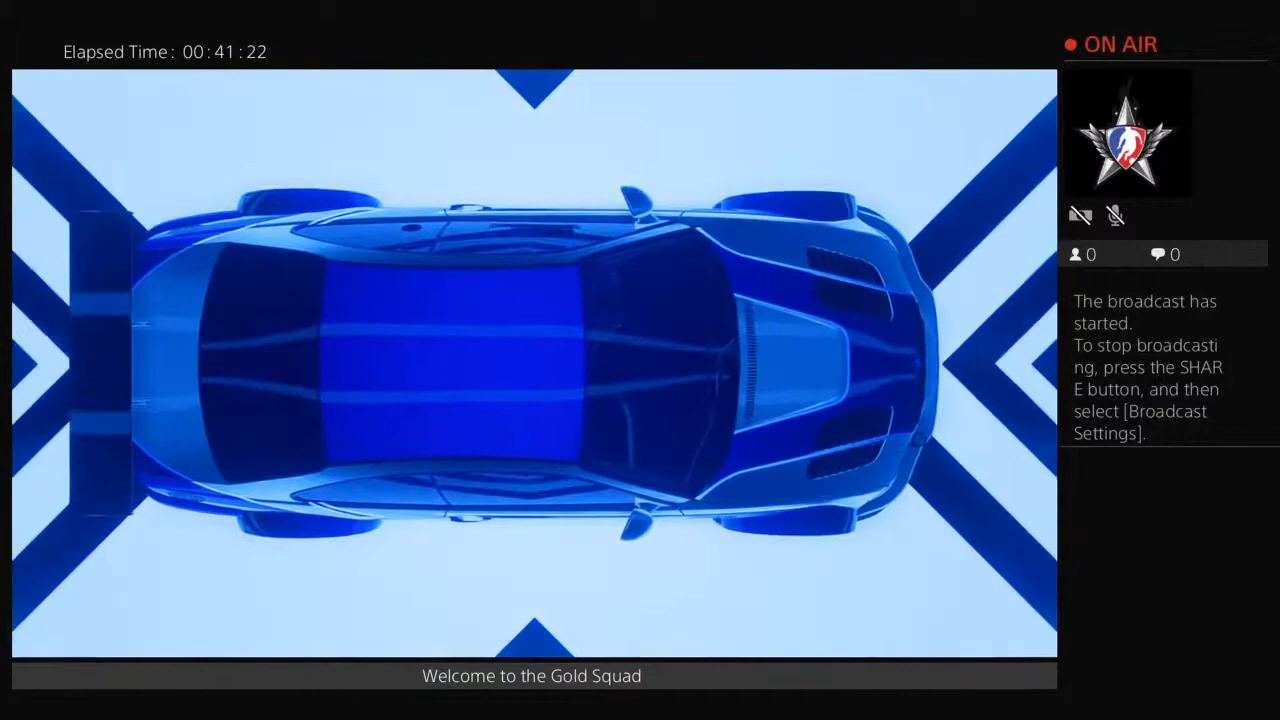 Elapsed Time: 00:41:22
ON AIR
0 0
The broadcast has
started.
To stop broadcasti
ng, press the SHAR
E button, and then
select [Broadcast
Settings].
Welcome to the Gold Squad